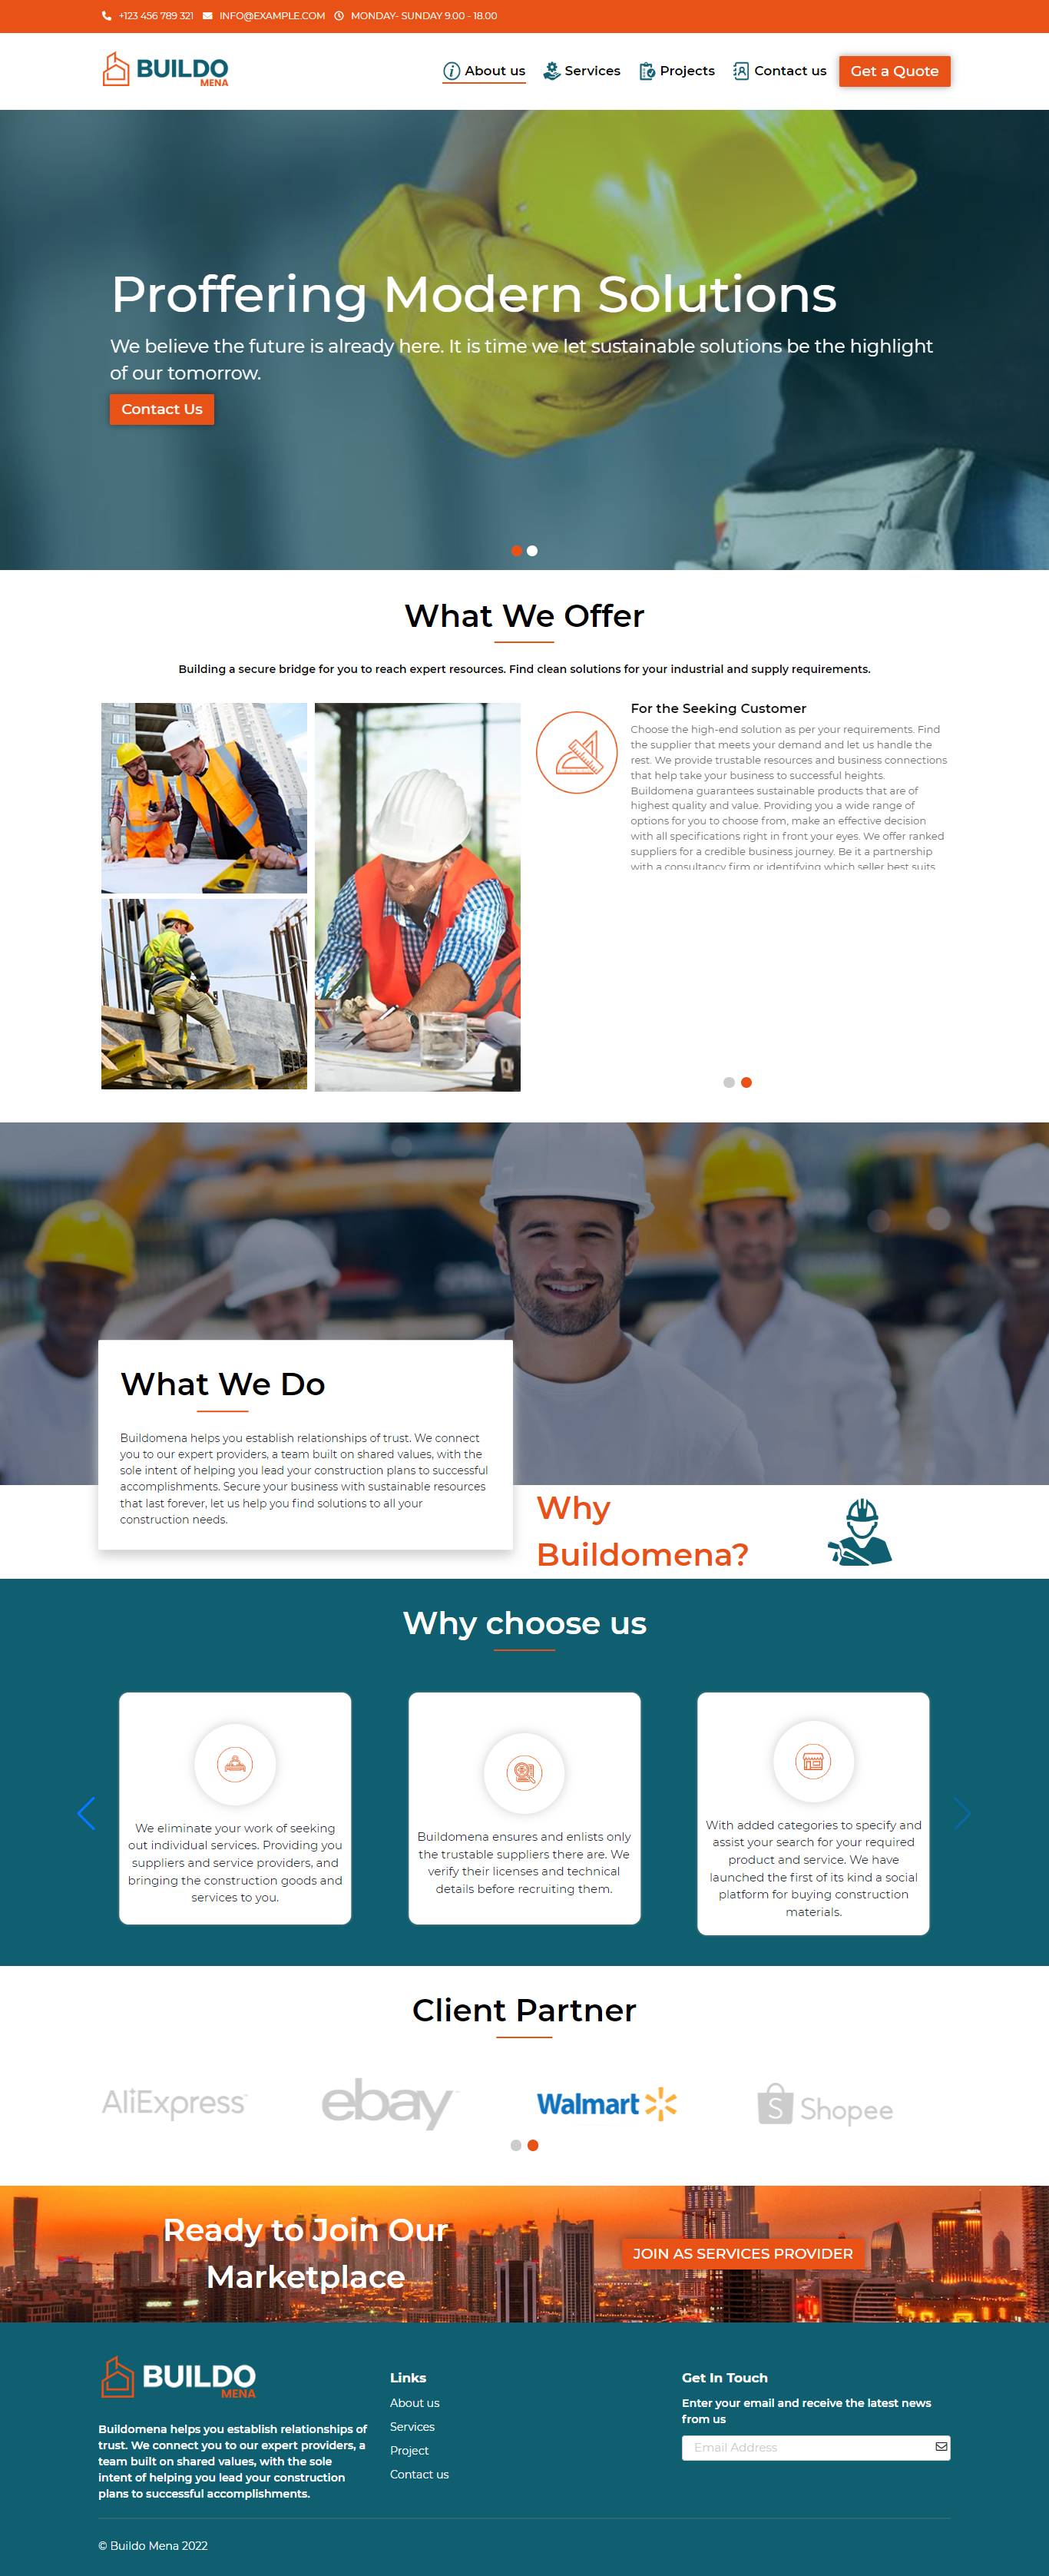 +123 456 789 321 INFO@EXAMPLE.COM MONDAY- SUNDAY 9.00 - 18.00
BUILDO
MENA
About us Services Projects Contact us Get a Quote
Proffering Modern Solutions
We believe the future is already here. It is time we let sustainable solutions be the highlight
of our tomorrow.
Contact Us
What We Offer
Building a secure bridge for you to reach expert resources. Find clean solutions for your industrial and supply requirements.
For the Seeking Customer
Choose the high-end solution as per your requirements. Find
the supplier that meets your demand and let us handle the
rest. We provide trustable resources and business connections
that help take your business to successful heights.
Buildomena guarantees sustainable products that are of
highest quality and value. Providing you a wide range of
options for you to choose from, make an effective decision
with all specifications right in front your eyes. We offer ranked
suppliers for a credible business journey. Be it a partnership
with a consultancy firm or identifying which seller best suits
What We Do
Buildomena helps you establish relationships of trust. We connect
you to our expert providers, a team built on shared values, with the
sole intent of helping you lead your construction plans to successful
accomplishments. Secure your business with sustainable resources
that last forever, let us help you find solutions to all your
construction needs.
Why
Buildomena?
Why choose us
We eliminate your work of seeking
out individual services. Providing you
suppliers and service providers, and
bringing the construction goods and
services to you.
Buildomena ensures and enlists only
the trustable suppliers there are. We
verify their licenses and technical
details before recruiting them.
With added categories to specify and
assist your search for your required
product and service. We have
launched the first of its kind a social
platform for buying construction
materials.
Client Partner
AliExpress ebay Walmart Shopee
Ready to Join Our
Marketplace
JOIN AS SERVICES PROVIDER
BUILDO
MENA
Buildomena helps you establish relationships of
trust. We connect you to our expert providers, a
team built on shared values, with the sole
intent of helping you lead your construction
plans to successful accomplishments.
Links
About us
Services
Project
Contact us
Get In Touch
Enter your email and receive the latest news
from us
Email Address
© Buildo Mena 2022